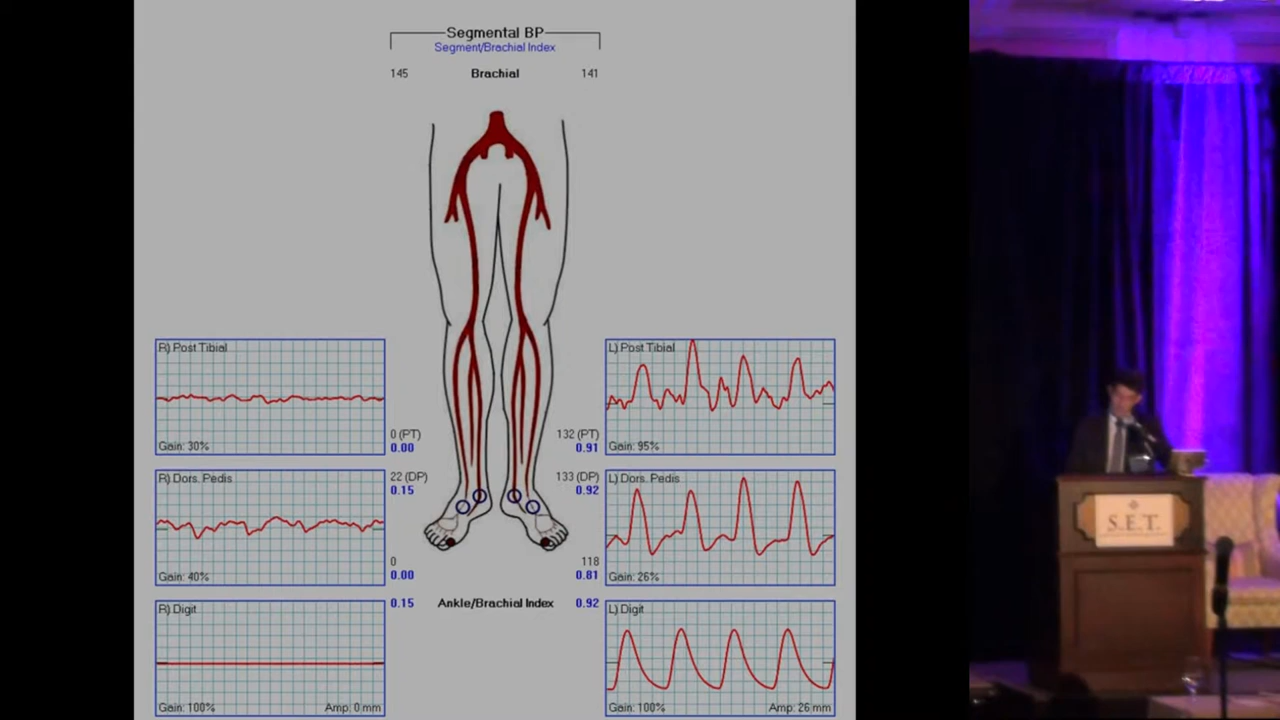 Segmental BP
Segment/Brachial Index
145 Brachial 141
R) Post Tibial
Gain: 30%
L) Post Tibial
Gain: 95%
0 (PT)
0.00
132 (PT)
0.91
R) Dors. Pedis
Gain: 40%
22 (DP)
0.15
133 (DP)
0.92
L) Dors. Pedis
Gain: 26%
0
0.00
118
0.81
0.15 Ankle/Brachial Index 0.92
R) Digit
Gain: 100% Amp: 0 mm
L) Digit
Gain: 100% Amp: 26 mm
S.E.T.